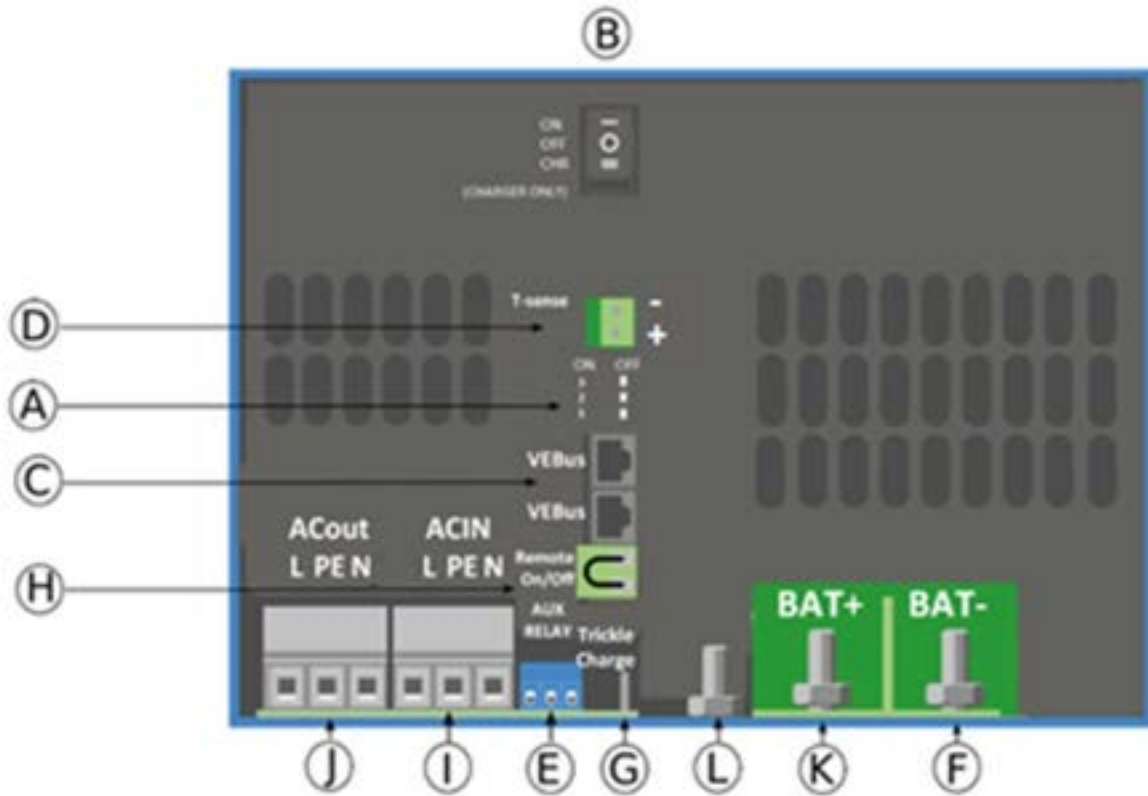 B
ON
OFF
CHR
(CHARGER ONLY)
D
T-sense
-
+
ON OFF
A
C
VEBus
VEBus
ACout
L PE N
ACIN
L PE N
H
Remote
On/Off
AUX
RELAY
Trickle
Charge
BAT+
BAT-
J
I
E
G
L
K
F